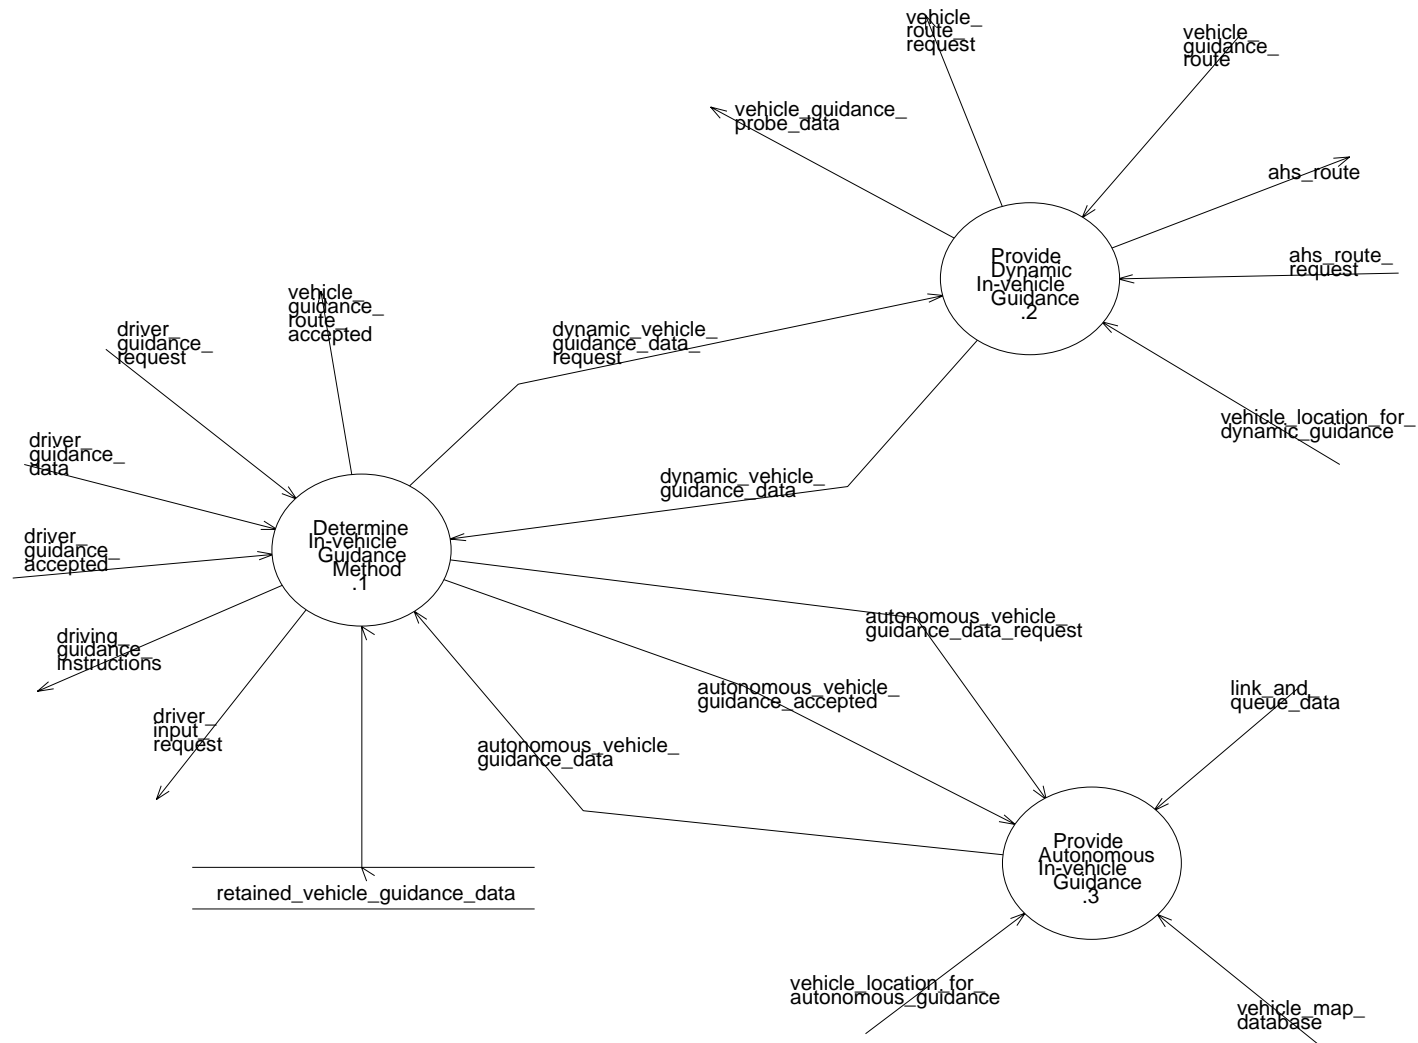 vehicle_
route_
request
vehicle_
guidance_
route
vehicle_guidance_
probe_data
ahs_route
Provide
Dynamic
In-vehicle
Guidance
.2
ahs_route_
request
vehicle_
guidance_
route_
accepted
driver_
guidance_
request
dynamic_vehicle_
guidance_data_
request
vehicle_location_for_
dynamic_guidance
driver_
guidance_
data
dynamic_vehicle_
guidance_data
driver_
guidance_
accepted
Determine
In-vehicle
Guidance
Method
.1
autonomous_vehicle_
guidance_data_request
driving_
guidance_
instructions
autonomous_vehicle_
guidance_accepted
link_and_
queue_data
driver_
input_
request
autonomous_vehicle_
guidance_data
Provide
Autonomous
In-vehicle
Guidance
.3
retained_vehicle_guidance_data
vehicle_location_for_
autonomous_guidance
vehicle_map_
database